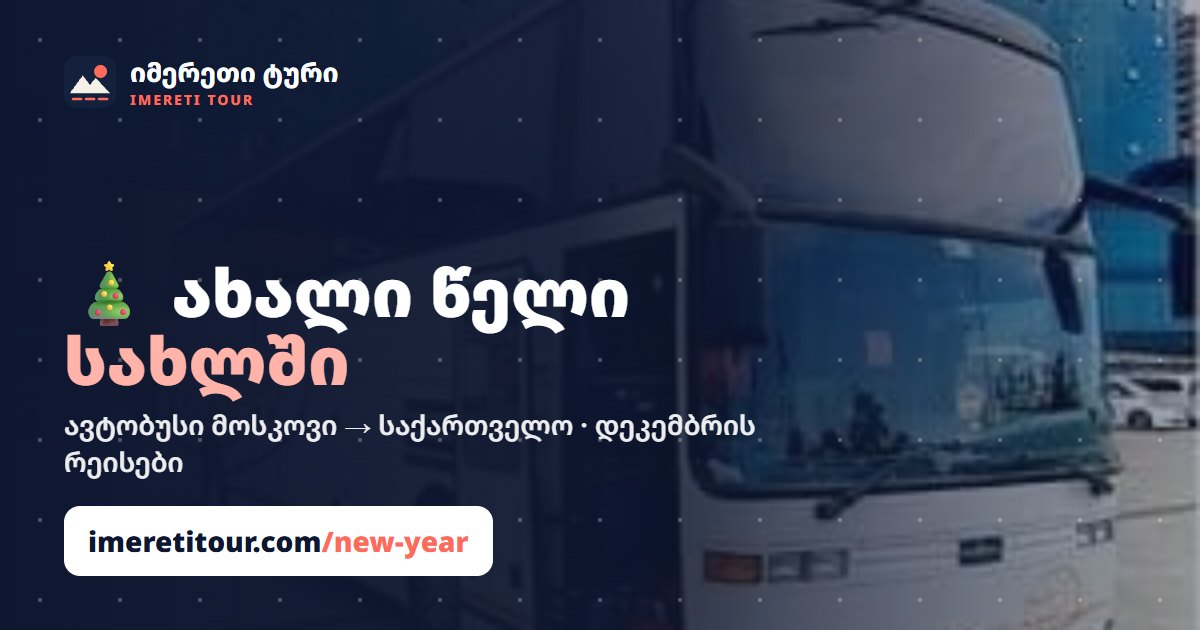 იმერეთი ტური
IMERETI TOUR
🎄 ახალი წელი
სახლში
ავტობუსი მოსკოვი → საქართველო · დეკემბრის
რეისები
imeretitour.com/new-year